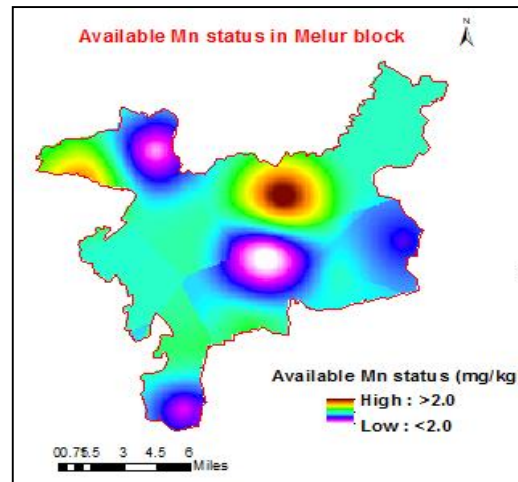 Available Mn status in Melur block
N
Available Mn status (mg/kg
High : >2.0
Low : <2.0
00.751.5 3 4.5 6
Miles